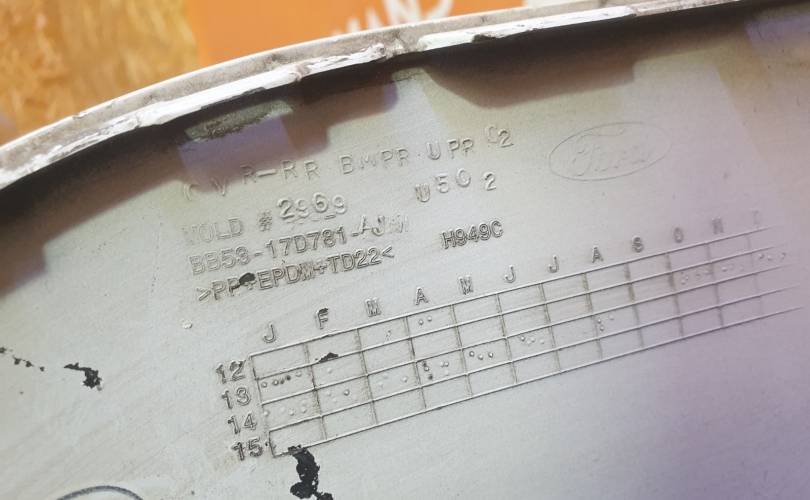 CVR-RR BMPR UPR C2
Ford
MOLD # 2969 U502
BB53-17D781-A
>PP+EPDM+TD22< H949C
J F M A M J J A S O N D
12
13
14
15